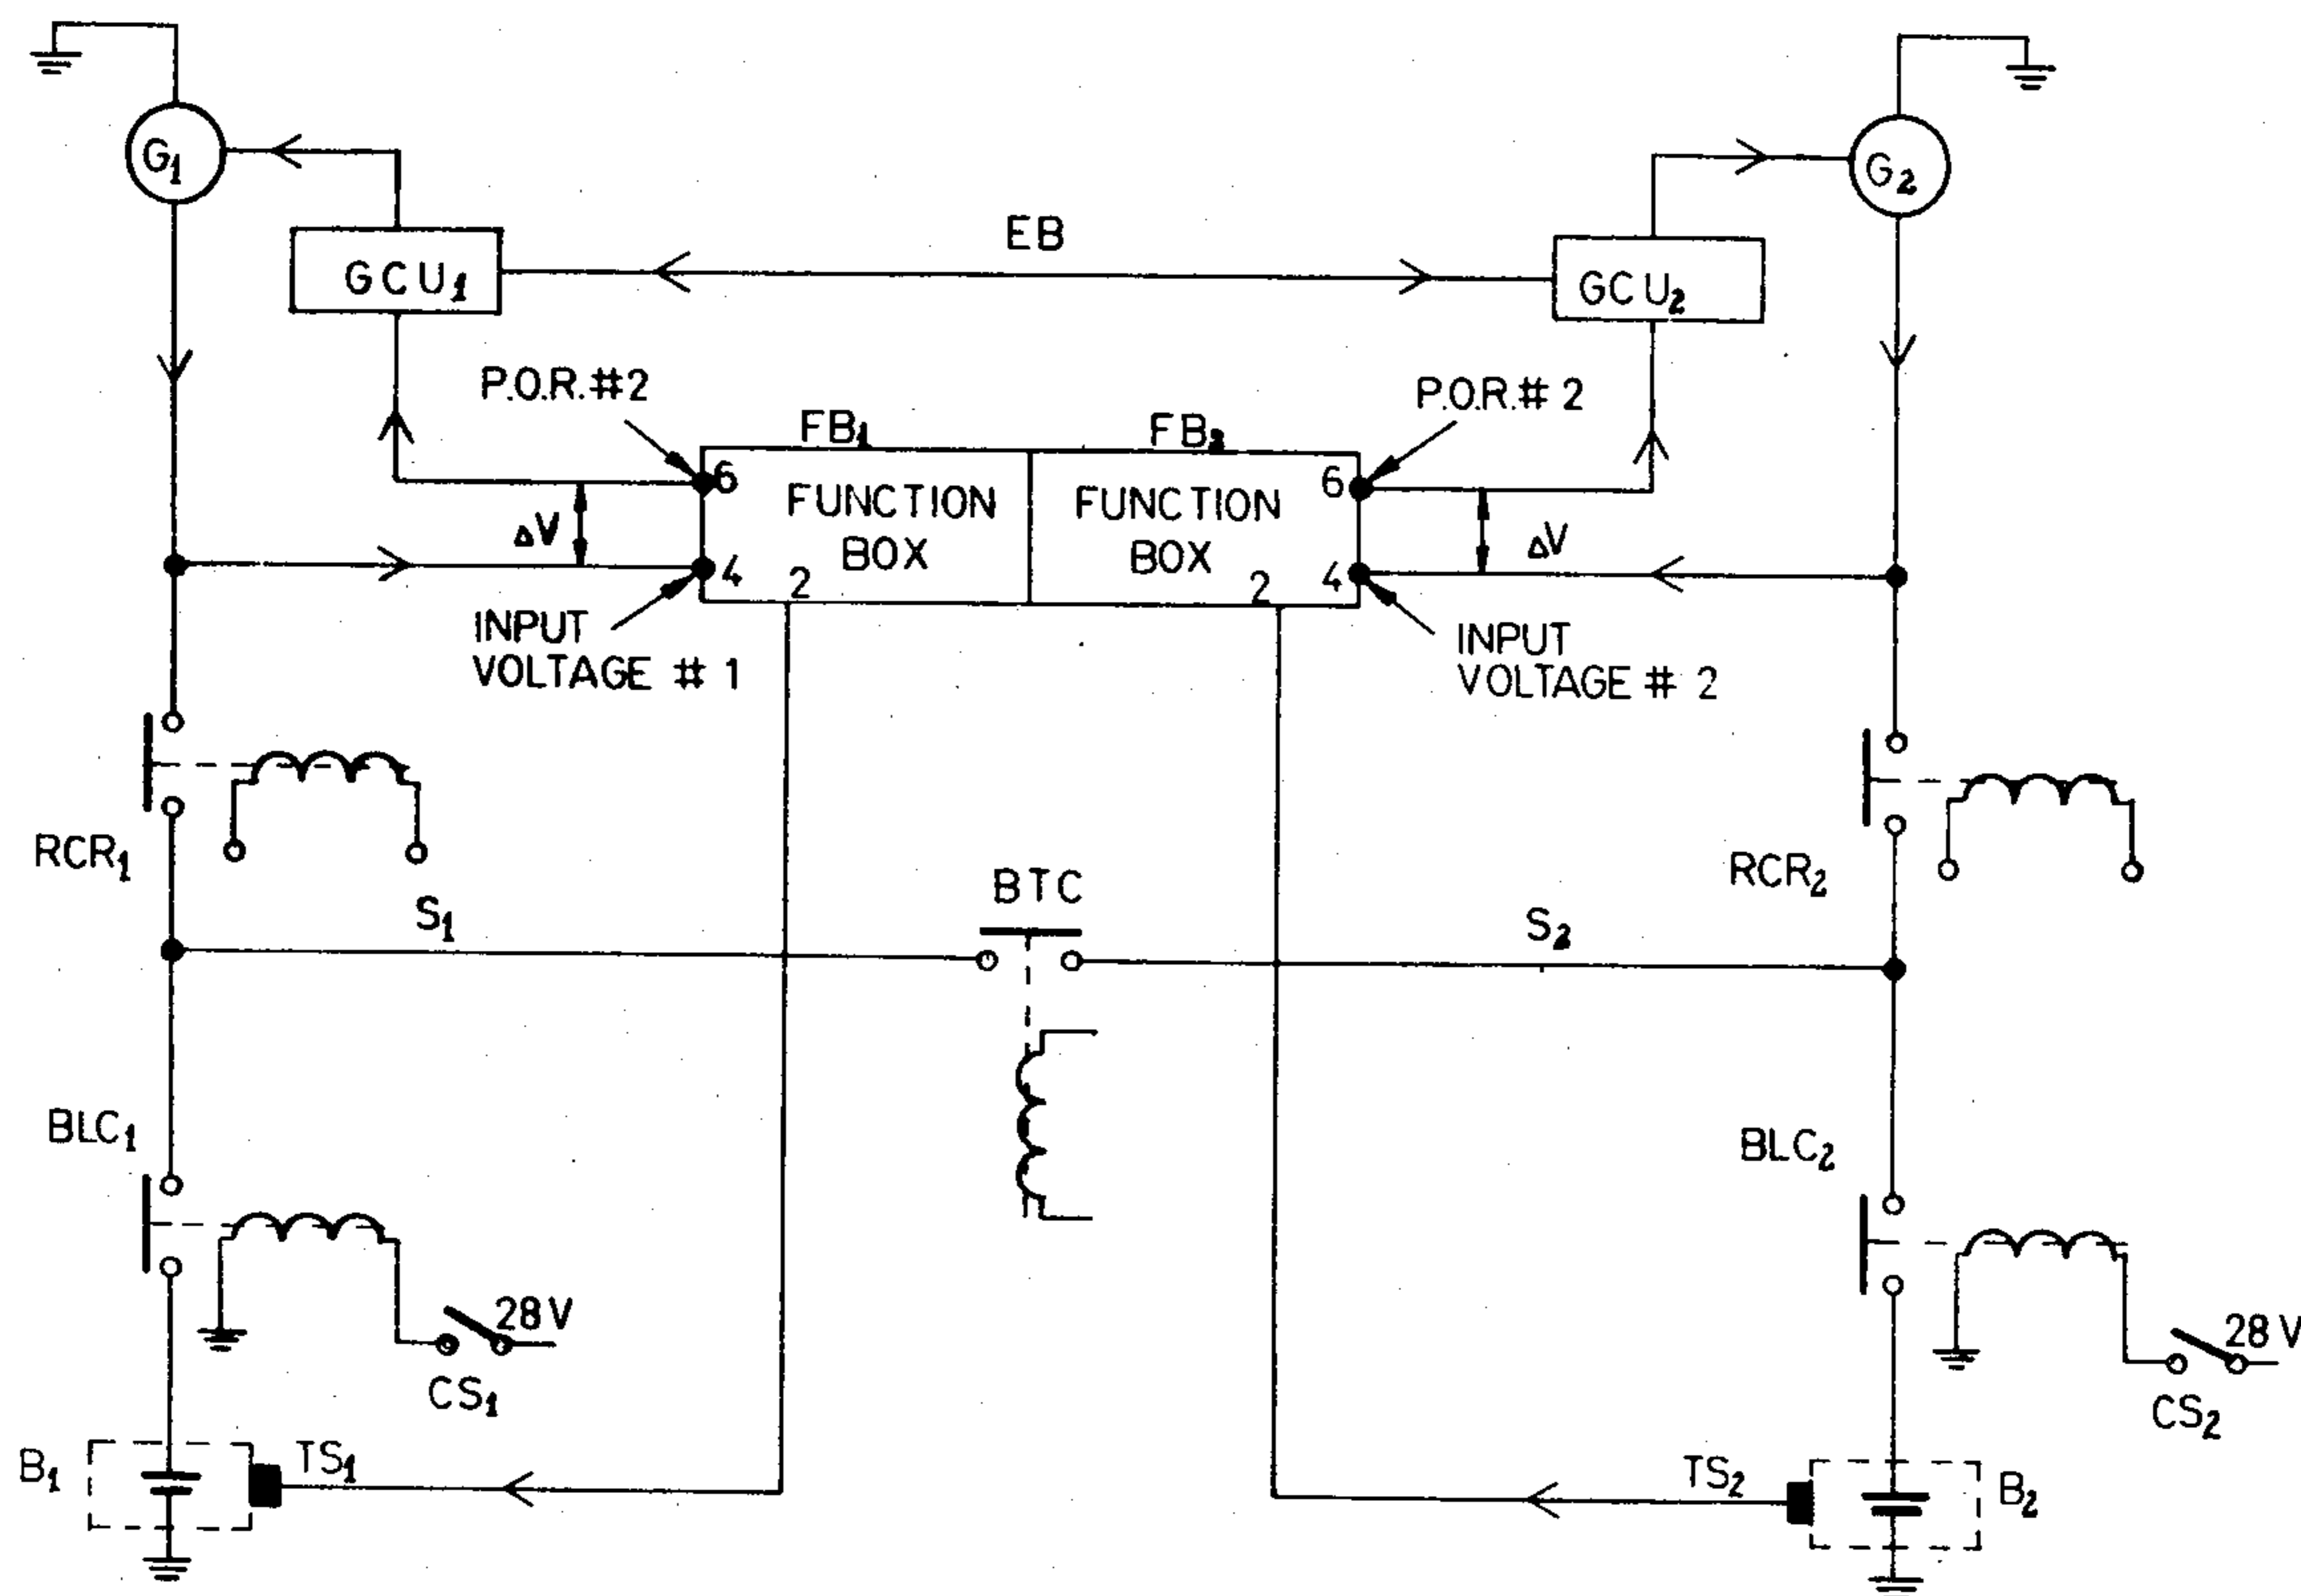 G1
G2
EB
GCU1
GCU2
P.O.R. #2
P.O.R. # 2
FB1
FB2
6
6
FUNCTION
BOX
FUNCTION
BOX
ΔV
ΔV
4
2
2
4
INPUT
VOLTAGE # 1
INPUT
VOLTAGE # 2
RCR1
RCR2
S1
BTC
S2
BLC1
BLC2
28V
CS1
28 V
CS2
B1
TS1
TS2
B2